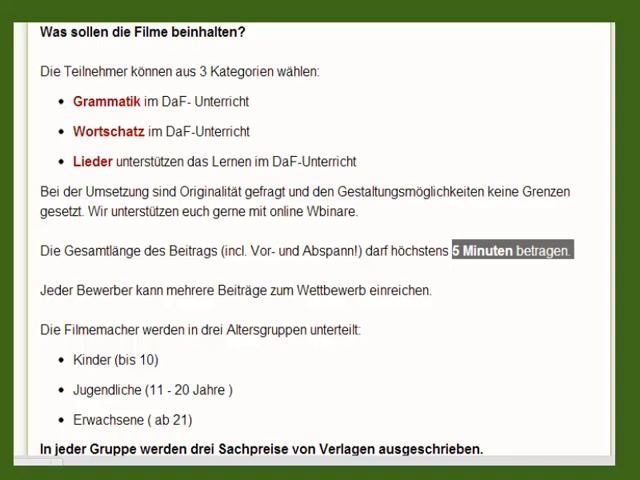 Was sollen die Filme beinhalten?
Die Teilnehmer können aus 3 Kategorien wählen:
• Grammatik im DaF- Unterricht
• Wortschatz im DaF-Unterricht
• Lieder unterstützen das Lernen im DaF-Unterricht
Bei der Umsetzung sind Originalität gefragt und den Gestaltungsmöglichkeiten keine Grenzen
gesetzt. Wir unterstützen euch gerne mit online Wbinare.
Die Gesamtlänge des Beitrags (incl. Vor- und Abspann!) darf höchstens 5 Minuten betragen.
Jeder Bewerber kann mehrere Beiträge zum Wettbewerb einreichen.
Die Filmemacher werden in drei Altersgruppen unterteilt:
• Kinder (bis 10)
• Jugendliche (11 - 20 Jahre )
• Erwachsene ( ab 21)
In jeder Gruppe werden drei Sachpreise von Verlagen ausgeschrieben.